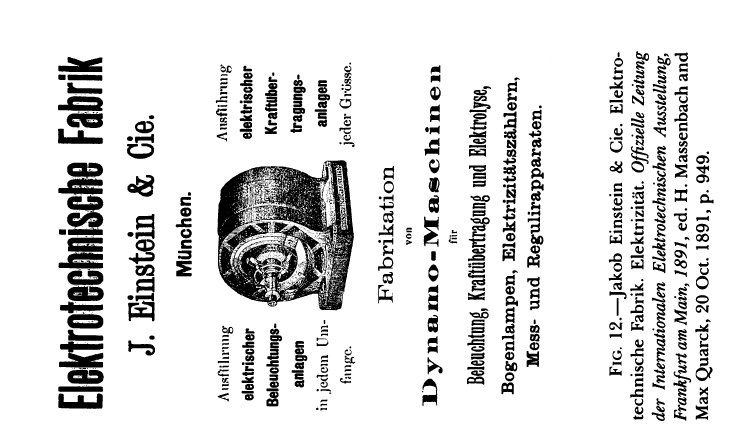 Elektrotechnische Fabrik
J. Einstein & Cie.
München.
Ausführung
elektrischer
Beleuchtungs-
anlagen
in jedem Um-
fange.
Ausführung
elektrischer
Kraftüber-
tragungs-
anlagen
jeder Grösse.
Fabrikation
von
Dynamo-Maschinen
für
Beleuchtung, Kraftübertragung und Elektrolyse,
Bogenlampen, Elektrizitätszählern,
Mess- und Regulirapparaten.
FIG. 12.—Jakob Einstein & Cie. Elektro-
technische Fabrik. Elektrizität. Offizielle Zeitung
der Internationalen Elektrotechnischen Ausstellung,
Frankfurt am Main, 1891, ed. H. Massenbach and
Max Quarck, 20 Oct. 1891, p. 949.